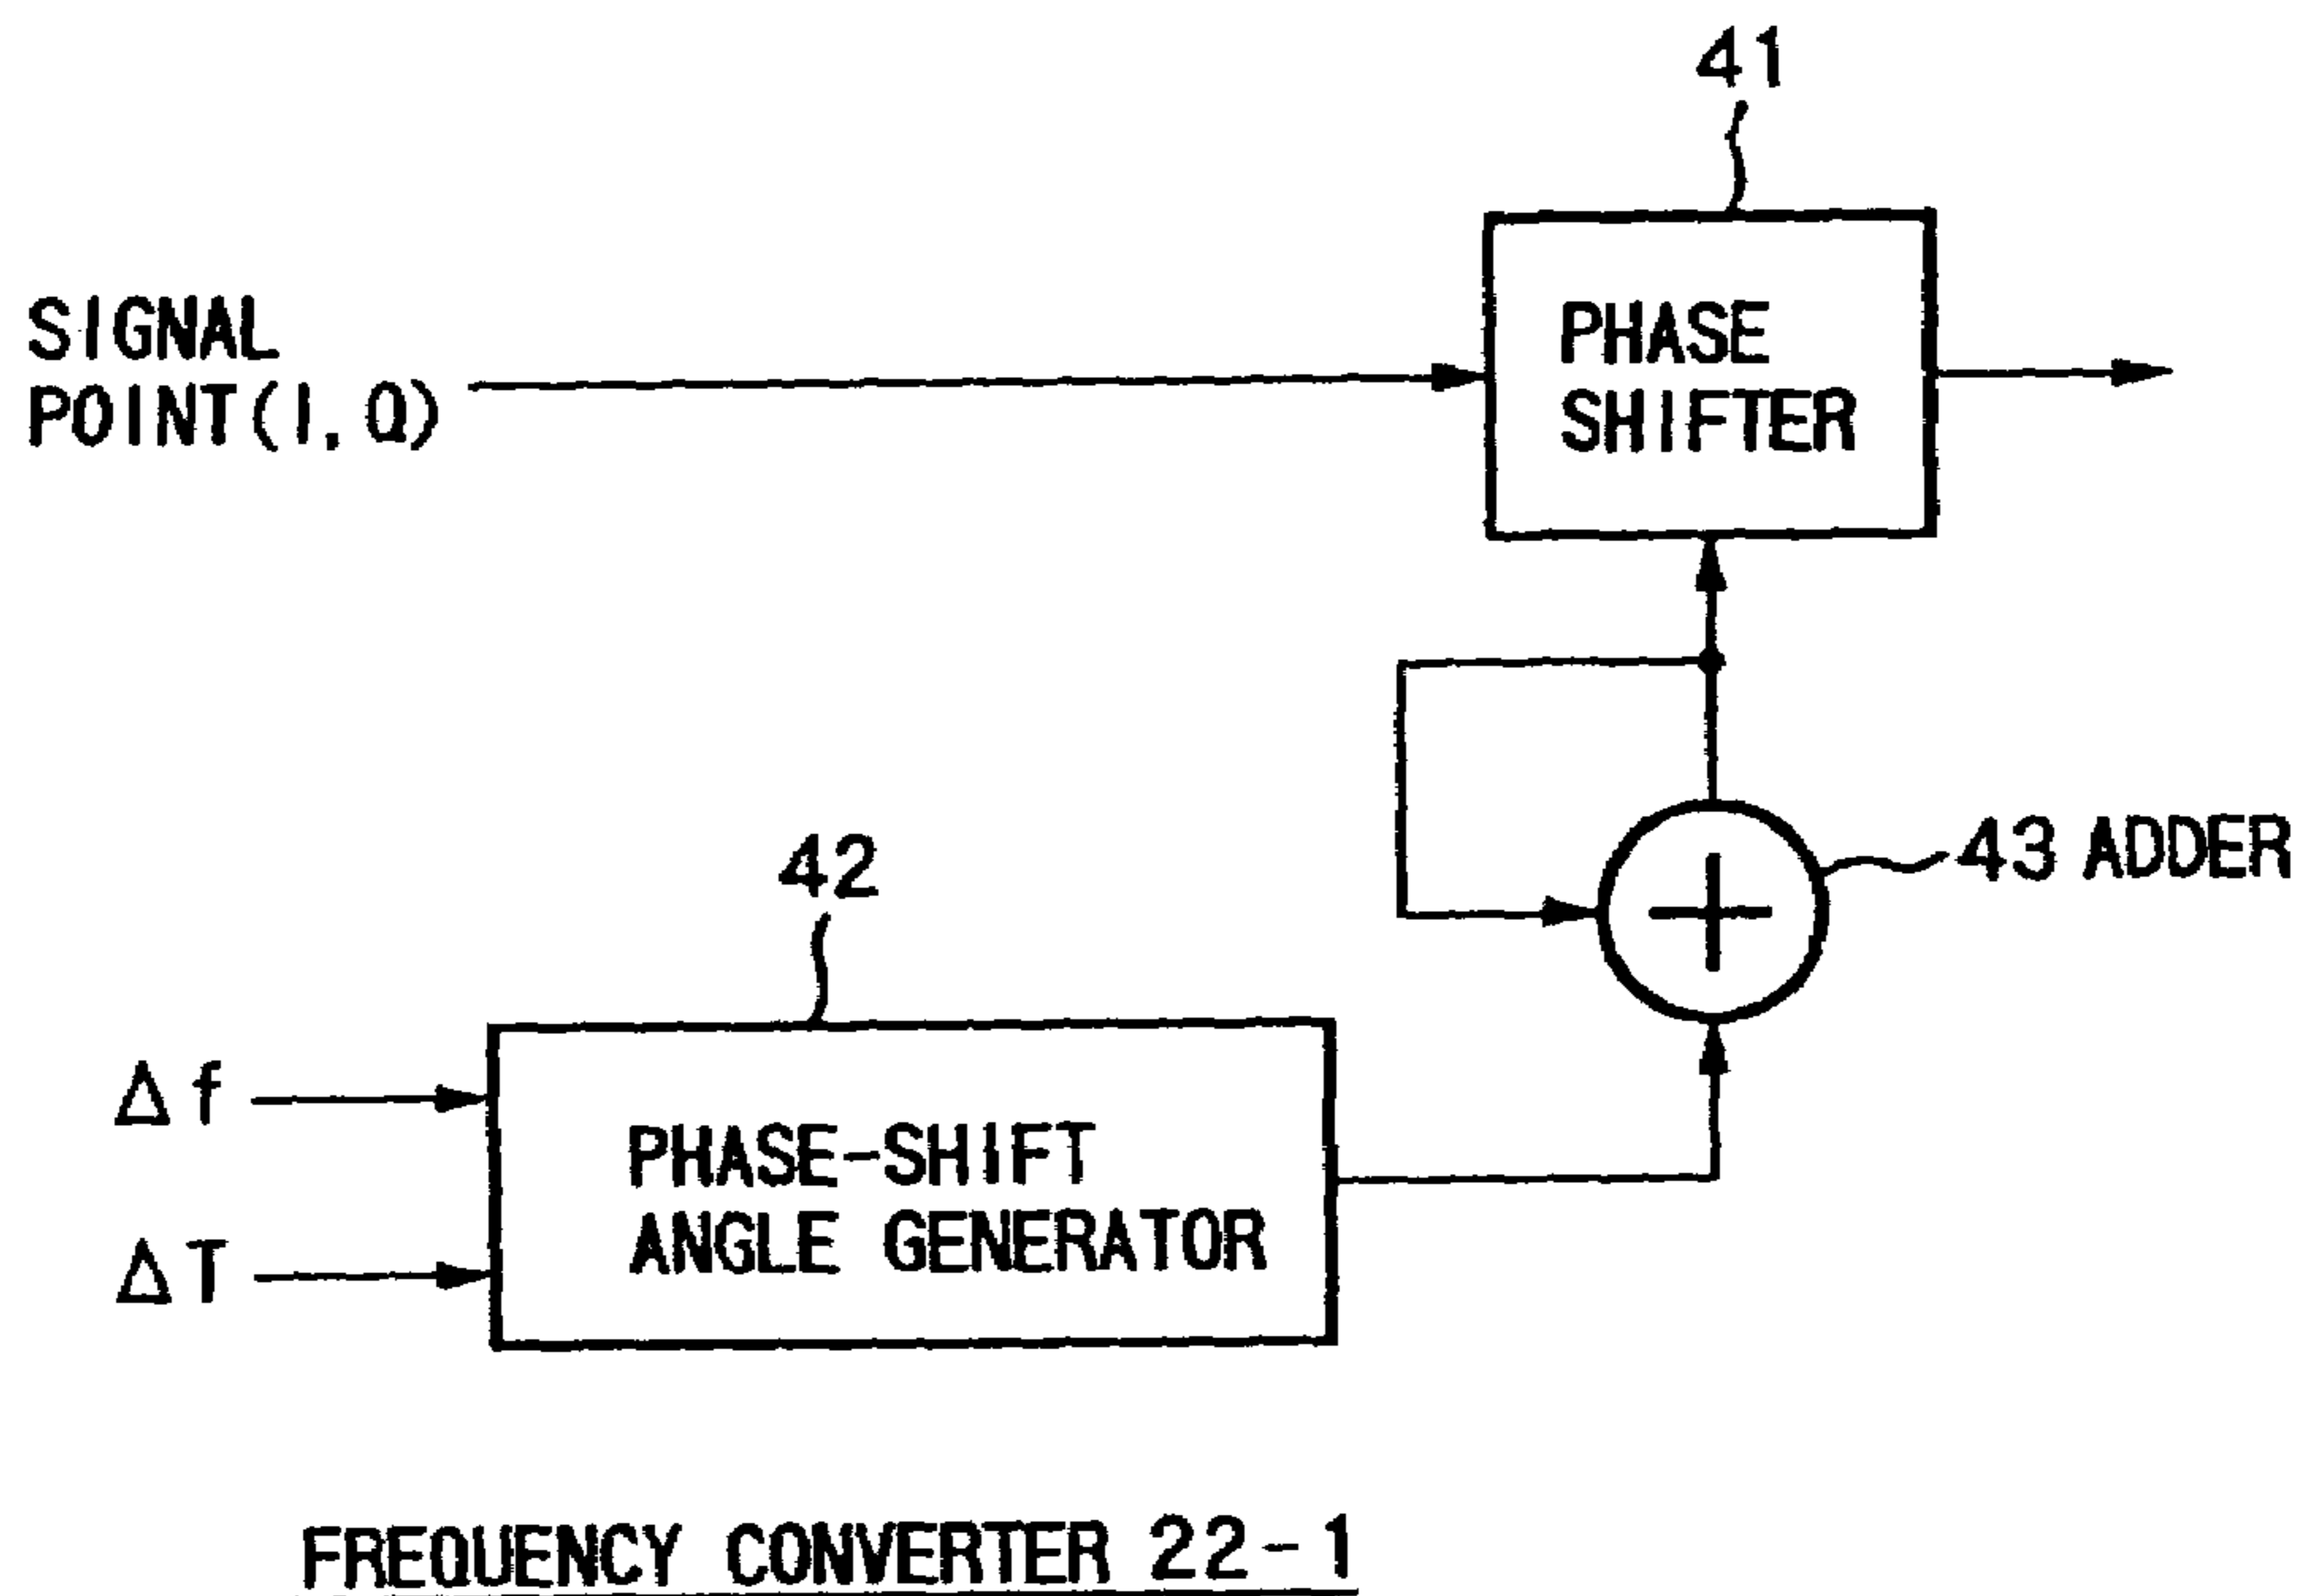 41
SIGNAL
POINT(I,Q)
PHASE
SHIFTER
42
43 ADDER
Δf
PHASE-SHIFT
ANGLE GENERATOR
ΔT
FREQUENCY CONVERTER 22-1